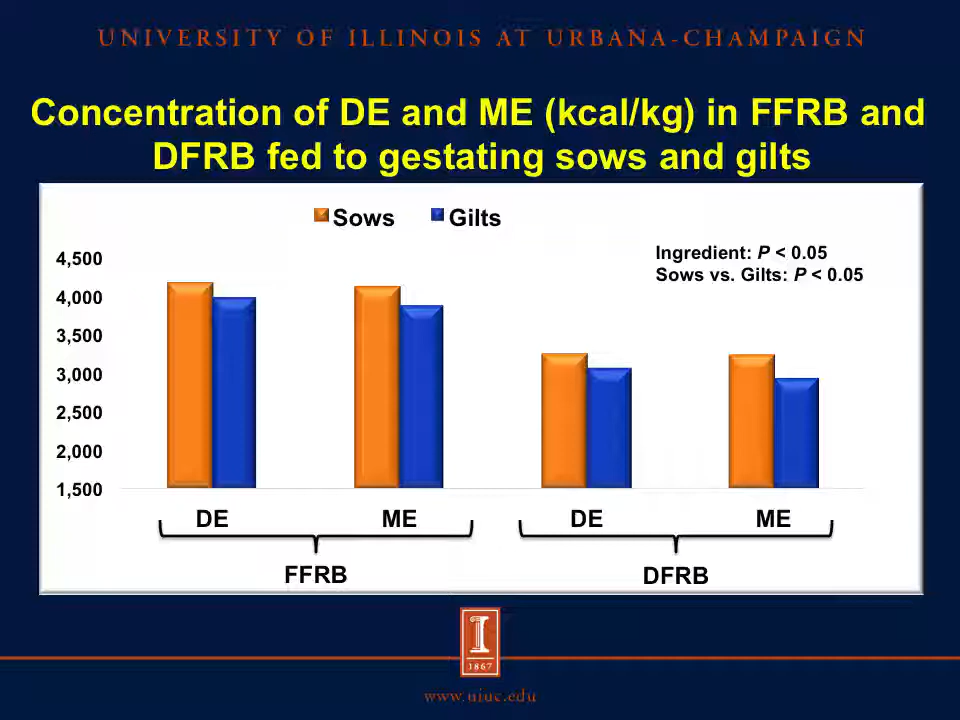 UNIVERSITY OF ILLINOIS AT URBANA-CHAMPAIGN
Concentration of DE and ME (kcal/kg) in FFRB and
DFRB fed to gestating sows and gilts
Sows Gilts
Ingredient: P < 0.05
Sows vs. Gilts: P < 0.05
4,500
4,000
3,500
3,000
2,500
2,000
1,500
DE ME DE ME
FFRB DFRB
I
1867
www.uiuc.edu